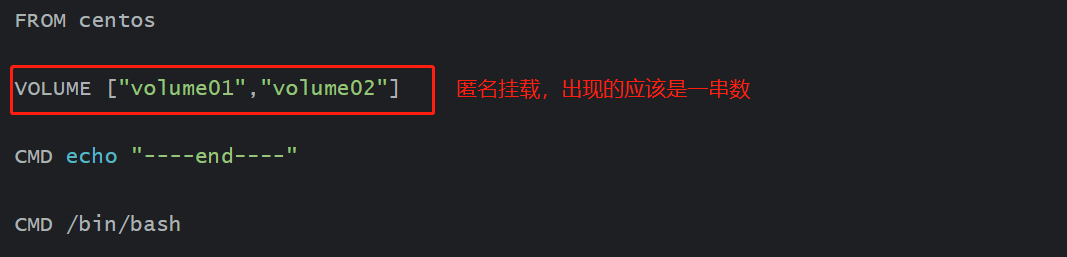 FROM centos
VOLUME ["volume01","volume02"] 匿名挂载，出现的应该是一串数
CMD echo "----end----"
CMD /bin/bash